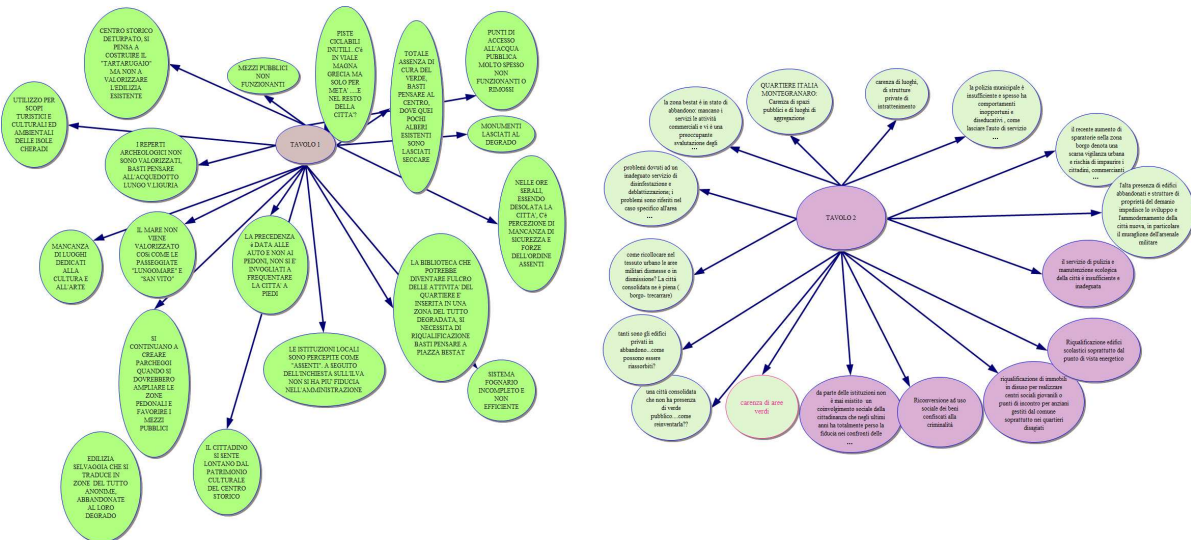 CENTRO STORICO
DETURPATO, SI
PENSA A
COSTRUIRE IL
"TARTARUGAIO"
MA NON A
VALORIZZARE
L'EDILIZIA
ESISTENTE
MEZZI PUBBLICI
NON
FUNZIONANTI
PISTE
CICLABILI
INUTILI...C'è
IN VIALE
MAGNA
GRECIA MA
SOLO PER
META' ....E
NEL RESTO
DELLA
CITTA'?
TOTALE
ASSENZA DI
CURA DEL
VERDE,
BASTI
PENSARE AL
CENTRO,
DOVE QUEI
POCHI
ALBERI
ESISTENTI
SONO
LASCIATI
SECCARE
PUNTI DI
ACCESSO
ALL'ACQUA
PUBBLICA
MOLTO SPESSO
NON
FUNZIONANTI O
RIMOSSI
UTILIZZO PER
SCOPI
TURISTICI E
CULTURALI ED
AMBIENTALI
DELLE ISOLE
CHERADI
I REPERTI
ARCHEOLOGICI NON
SONO VALORIZZATI,
BASTI PENSARE
ALL'ACQUEDOTTO
LUNGO V.LIGURIA
TAVOLO 1
MONUMENTI
LASCIATI AL
DEGRADO
NELLE ORE
SERALI,
ESSENDO
DESOLATA LA
CITTA', C'è
PERCEZIONE DI
MANCANZA DI
SICUREZZA E
FORZE
DELL'ORDINE
ASSENTI
MANCANZA
DI LUOGHI
DEDICATI
ALLA
CULTURA E
ALL'ARTE
IL MARE NON
VIENE
VALORIZZATO
COSì COME LE
PASSEGGIATE
"LUNGOMARE" E
"SAN VITO"
LA PRECEDENZA
è DATA ALLE
AUTO E NON AI
PEDONI, NON SI E'
INVOGLIATI A
FREQUENTARE
LA CITTA' A
PIEDI
LA BIBLIOTECA CHE
POTREBBE
DIVENTARE FULCRO
DELLE ATTIVITA' DEL
QUARTIERE E'
INSERITA IN UNA
ZONA DEL TUTTO
DEGRADATA, SI
NECESSITA DI
RIQUALIFICAZIONE
BASTI PENSARE A
PIAZZA BESTAT
SI
CONTINUANO A
CREARE
PARCHEGGI
QUANDO SI
DOVREBBERO
AMPLIARE LE
ZONE
PEDONALI E
FAVORIRE I
MEZZI
PUBBLICI
LE ISTITUZIONI LOCALI
SONO PERCEPITE COME
"ASSENTI". A SEGUITO
DELL'INCHIESTA SULL'ILVA
NON SI HA PIU' FIDUCIA
NELL'AMMINISTRAZIONE
SISTEMA
FOGNARIO
INCOMPLETO E
NON
EFFICIENTE
EDILIZIA
SELVAGGIA CHE SI
TRADUCE IN
ZONE DEL TUTTO
ANONIME,
ABBANDONATE
AL LORO
DEGRADO
IL CITTADINO
SI SENTE
LONTANO DAL
PATRIMONIO
CULTURALE
DEL CENTRO
STORICO
la zona bestat è in stato di
abbandono: mancano i
servizi le attività
commerciali e vi è una
preoccupante
svalutazione degli
...
QUARTIERE ITALIA
MONTEGRANARO:
Carenza di spazi
pubblici e di luoghi di
aggregazione
carenza di luoghi,
di strutture
private di
intrattenimento
la polizia municipale è
insufficiente e spesso ha
comportamenti
inopportuni e
diseducativi , come
lasciare l'auto di servizio
...
il recente aumento di
sparatorie nella zona
borgo denota una
scarsa vigilanza urbana
e rischia di impaurire i
cittadini, commercianti
...
problemi dovuti ad un
inadeguato servizio di
disinfestazione e
deblattizzazione; i
problemi sono riferiti nel
caso specifico all'area
...
TAVOLO 2
l'alta presenza di edifici
abbandonati e strutture di
proprietà del demanio
impedisce lo sviluppo e
l'ammodernamento della
città nuova, in particolare
il muraglione dell'arsenale
militare
come ricollocare nel
tessuto urbano le aree
militari dismesse o in
dismissione? La città
consolidata ne è piena (
borgo- trecarrare)
il servizio di pulizia e
manutenzione ecologica
della città è insufficiente e
inadeguata
tanti sono gli edifici
privati in
abbandono...come
possono essere
riassorbiti?
Riqualificazione edifici
scolastici soprattutto dal
punto di vista energetico
una città consolidata
che non ha presenza
di verde
pubblico.....come
reinventarla??
carenza di aree
verdi
da parte delle istituzioni non
è mai esistito un
coinvolgimento sociale della
cittadinanza che negli ultimi
anni ha totalmente perso la
fiducia nei confronti delle
...
Riconversione ad uso
sociale dei beni
confiscati alla
criminalità
riqualificazione di immobili
in disuso per realizzare
centri sociali giovanili o
punti di incontro per anziani
gestiti dal comune
soprattutto nei quartieri
disagiati